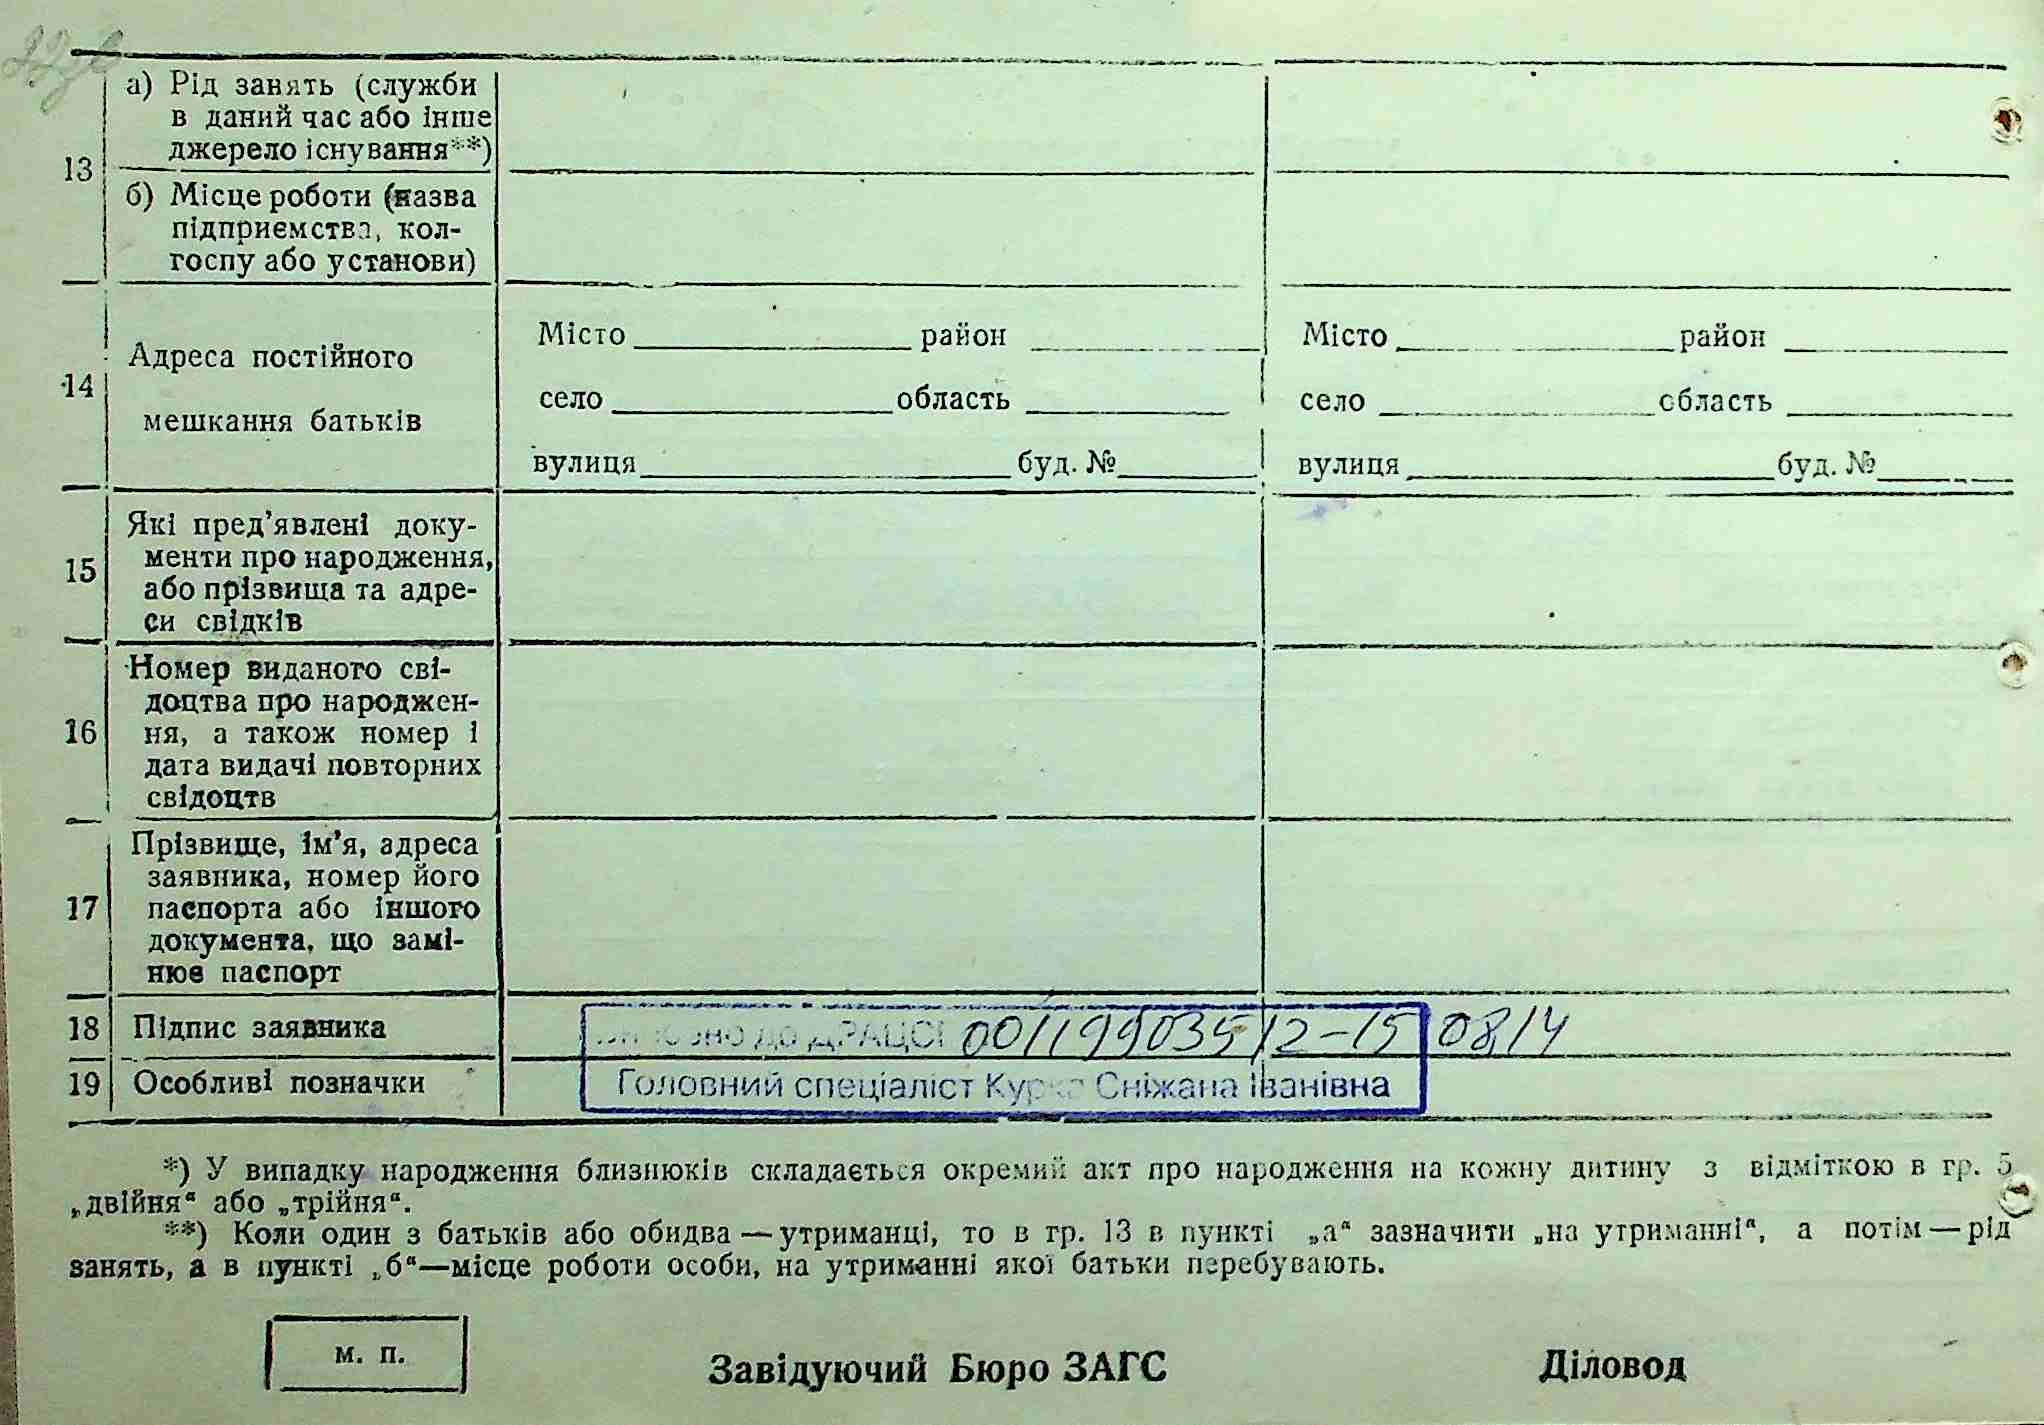 13
а) Рід занять (служби
в даний час або інше
джерело існування**)
б) Місце роботи (назва
підприємства, кол-
госпу або установи)
14
Адреса постійного
мешкання батьків
Місто район Місто район
село область село область
вулиця буд. № вулиця буд. №
15
Які пред’явлені доку-
менти про народження,
або прізвища та адре-
си свідків
16
Номер виданого сві-
доцтва про народжен-
ня, а також номер і
дата видачі повторних
свідоцтв
17
Прізвище, ім’я, адреса
заявника, номер його
паспорта або іншого
документа, що замі-
нює паспорт
18 Підпис заявника до ДРАЦСГ 00119903512-15 0814
19 Особливі позначки Головний спеціаліст Сніжана Іванівна
*) У випадку народження близнюків складається окремий акт про народження на кожну дитину з відміткою в гр. 5
„двійня“ або „трійня“.
**) Коли один з батьків або обидва — утриманці, то в гр. 13 в пункті „а“ зазначити „на утриманні“, а потім — рід
занять, а в пункті „б“—місце роботи особи, на утриманні якої батьки перебувають.
м. п.
Завідуючий Бюро ЗАГС Діловод